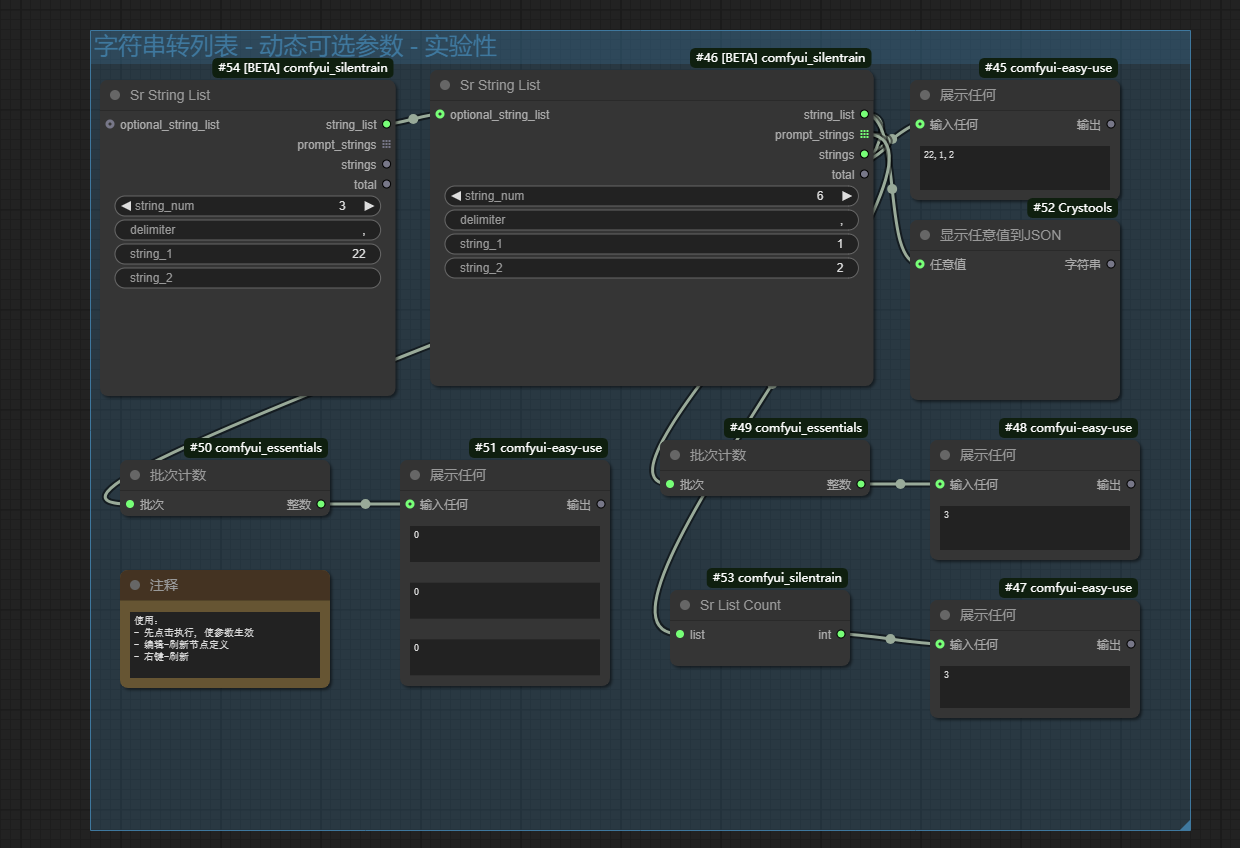 字符串转列表 - 动态可选参数 - 实验性
#54 [BETA] comfyui_silentrain
Sr String List
optional_string_list
string_list
prompt_strings
strings
total
string_num 3
delimiter ,
string_1 22
string_2
#46 [BETA] comfyui_silentrain
Sr String List
optional_string_list
string_list
prompt_strings
strings
total
string_num 6
delimiter ,
string_1 1
string_2 2
#45 comfyui-easy-use
展示任何
输入任何 输出
22, 1, 2
#52 Crystools
显示任意值到JSON
任意值 字符串
#50 comfyui_essentials
批次计数
批次 整数
#51 comfyui-easy-use
展示任何
输入任何 输出
0
0
0
#49 comfyui_essentials
批次计数
批次 整数
#48 comfyui-easy-use
展示任何
输入任何 输出
3
注释
使用：
- 先点击执行，使参数生效
- 编辑-刷新节点定义
- 右键-刷新
#53 comfyui_silentrain
Sr List Count
list int
#47 comfyui-easy-use
展示任何
输入任何 输出
3